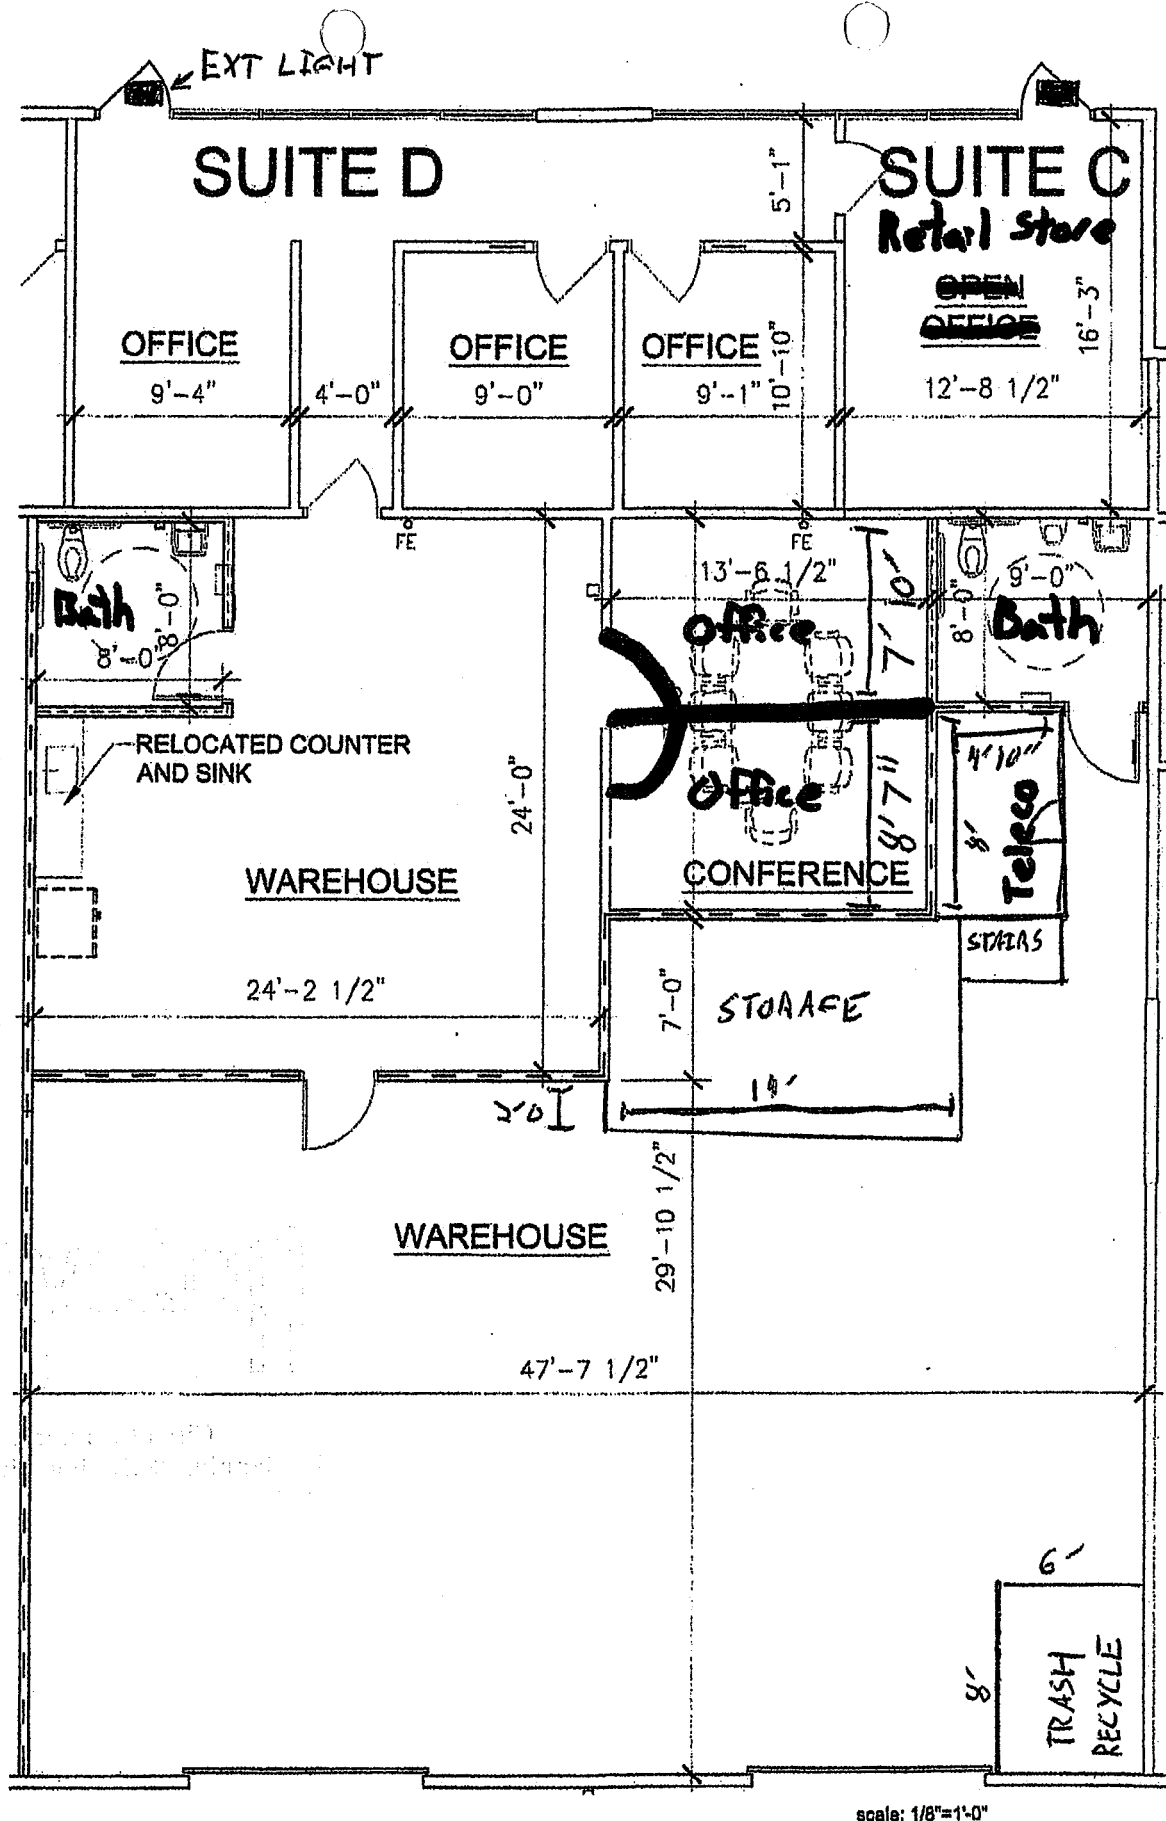 EXT LIGHT
SUITE D
SUITE C
Retail Store
OPEN
OFFICE
5'-1"
16'-3"
OFFICE
9'-4"
4'-0"
OFFICE
9'-0"
OFFICE
9'-1"
10'-10"
12'-8 1/2"
FE
FE
13'-6 1/2"
9'-0"
Bath
8'-0"
8'-0"
Office
7' 10"
8'-0"
Bath
RELOCATED COUNTER
AND SINK
24'-0"
Office
8' 7"
4' 10"
8'
Teleco
WAREHOUSE
CONFERENCE
STAIRS
24'-2 1/2"
7'-0"
STORAGE
2'0
14'
29'-10 1/2"
WAREHOUSE
47'-7 1/2"
6'
8'
TRASH
RECYCLE
scale: 1/8"=1'-0"